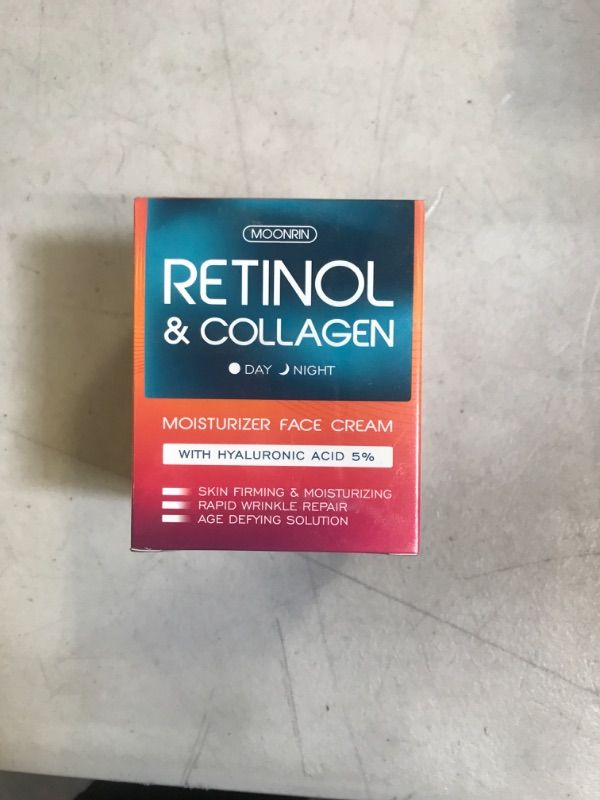 MOONRIN
RETINOL
& COLLAGEN
DAY NIGHT
MOISTURIZER FACE CREAM
WITH HYALURONIC ACID 5%
SKIN FIRMING & MOISTURIZING
RAPID WRINKLE REPAIR
AGE DEFYING SOLUTION